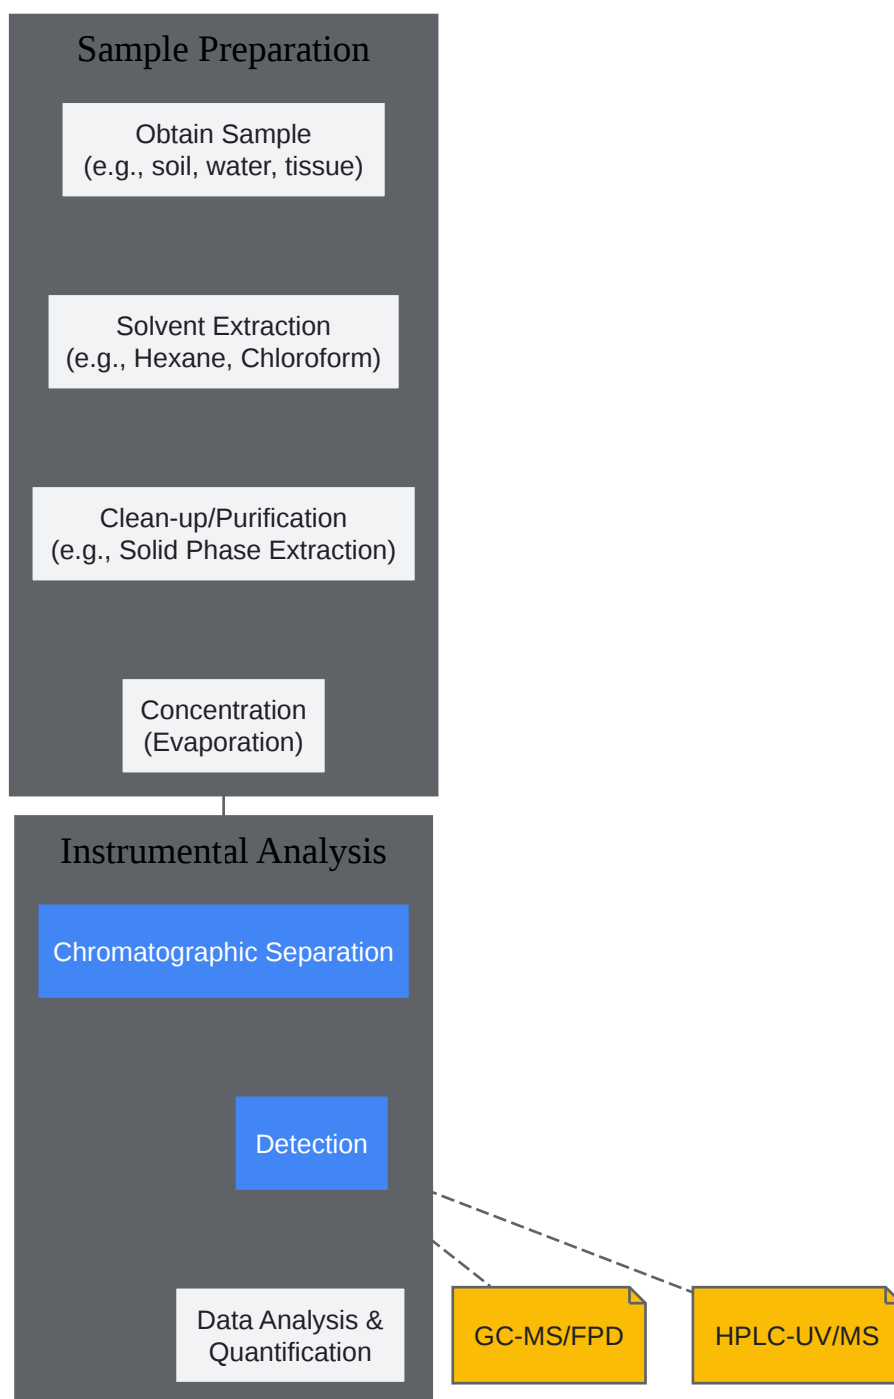 Sample Preparation
Obtain Sample
(e.g., soil, water, tissue)
Solvent Extraction
(e.g., Hexane, Chloroform)
Clean-up/Purification
(e.g., Solid Phase Extraction)
Concentration
(Evaporation)
Instrumental Analysis
Chromatographic Separation
Detection
Data Analysis &
Quantification
GC-MS/FPD
HPLC-UV/MS